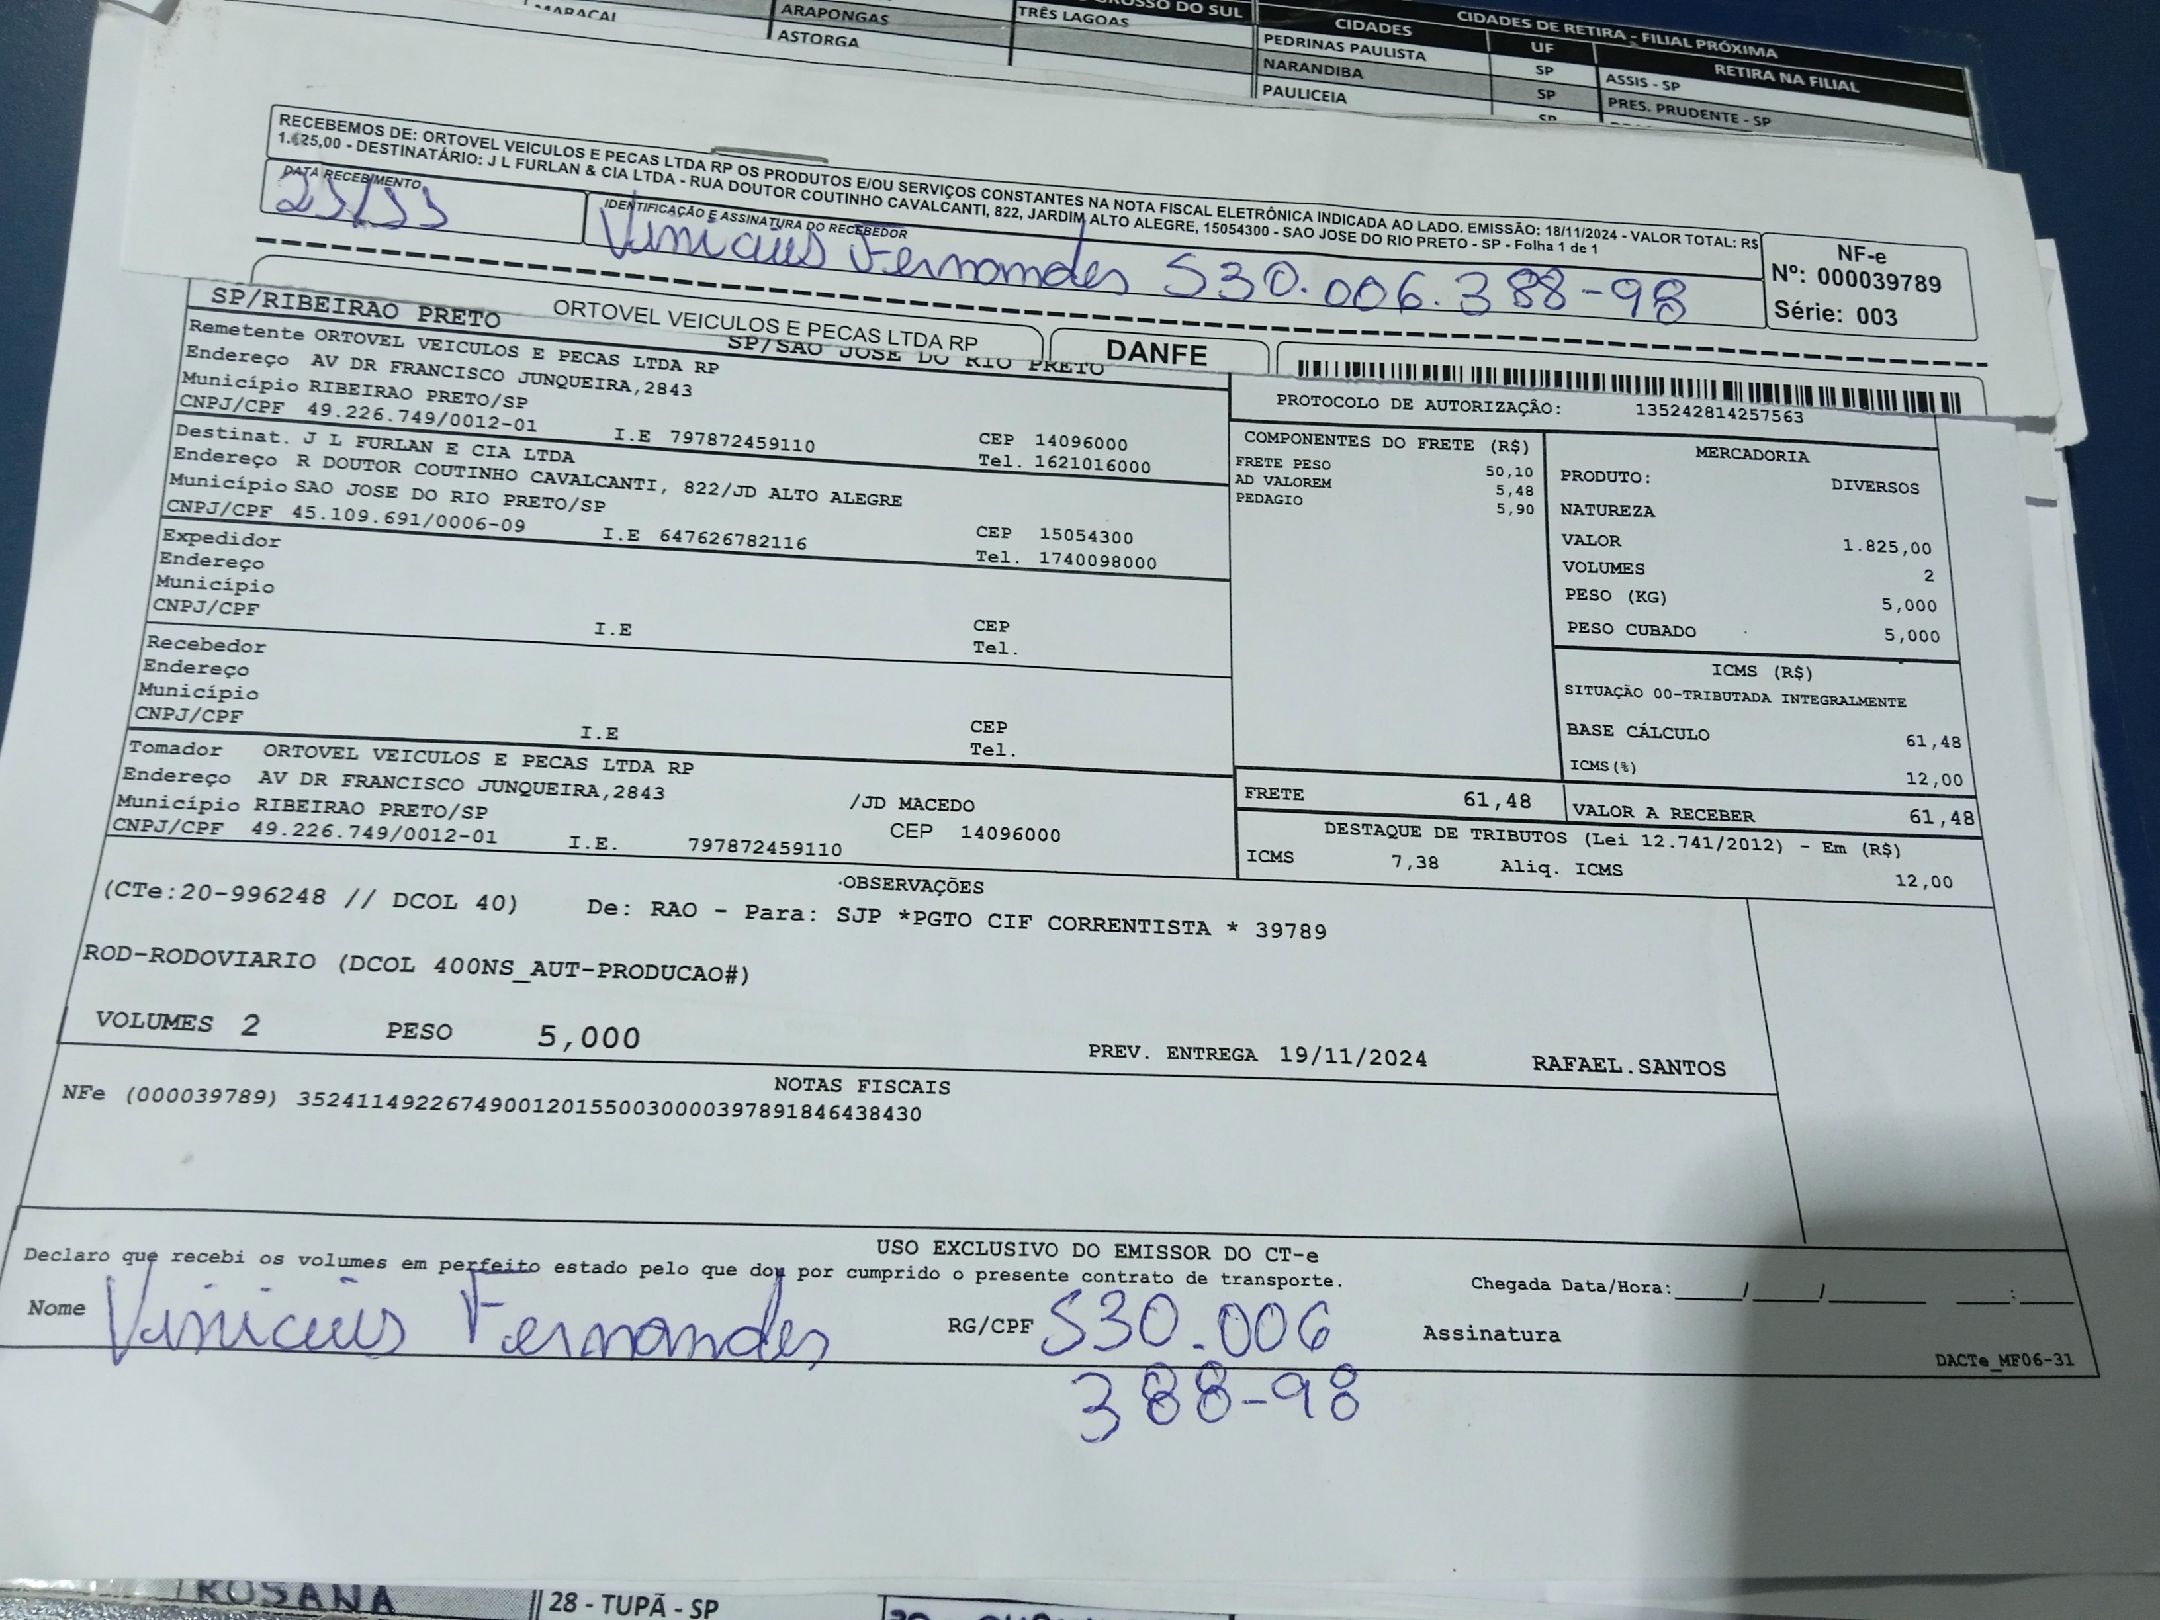 MARACAI
ARAPONGAS
ASTORGA
TRÊS LAGOAS
DO SUL
CIDADES
UF
CIDADES DE RETIRA - FILIAL PRÓXIMA
RETIRA NA FILIAL
PEDRINAS PAULISTA
SP
ASSIS - SP
NARANDIBA
SP
PRES. PRUDENTE - SP
PAULICEIA
SP
RECEBEMOS DE: ORTOVEL VEICULOS E PECAS LTDA RP OS PRODUTOS E/OU SERVIÇOS CONSTANTES NA NOTA FISCAL ELETRÔNICA INDICADA AO LADO. EMISSÃO: 18/11/2024 - VALOR TOTAL: R$
1.825,00 - DESTINATÁRIO: J L FURLAN & CIA LTDA - RUA DOUTOR COUTINHO CAVALCANTI, 822, JARDIM ALTO ALEGRE, 15054300 - SAO JOSE DO RIO PRETO - SP - Folha 1 de 1
DATA RECEBIMENTO
IDENTIFICAÇÃO E ASSINATURA DO RECEBEDOR
Vinicius Fernandes 530.006.388-98
NF-e
Nº: 000039789
Série: 003
SP/RIBEIRAO PRETO
ORTOVEL VEICULOS E PECAS LTDA RP
SP/SAO JOSE DO RIO PRETO
DANFE
Remetente ORTOVEL VEICULOS E PECAS LTDA RP
Endereço AV DR FRANCISCO JUNQUEIRA,2843
Município RIBEIRAO PRETO/SP
CEP 14096000
CNPJ/CPF 49.226.749/0012-01 I.E 797872459110 Tel. 1621016000
Destinat. J L FURLAN E CIA LTDA
Endereço R DOUTOR COUTINHO CAVALCANTI, 822/JD ALTO ALEGRE
Município SAO JOSE DO RIO PRETO/SP CEP 15054300
CNPJ/CPF 45.109.691/0006-09 I.E 647626782116 Tel. 1740098000
Expedidor
Endereço
Município CEP
CNPJ/CPF I.E Tel.
Recebedor
Endereço
Município CEP
CNPJ/CPF I.E Tel.
Tomador ORTOVEL VEICULOS E PECAS LTDA RP
Endereço AV DR FRANCISCO JUNQUEIRA,2843 /JD MACEDO
Município RIBEIRAO PRETO/SP CEP 14096000
CNPJ/CPF 49.226.749/0012-01 I.E. 797872459110
PROTOCOLO DE AUTORIZAÇÃO: 135242814257563
COMPONENTES DO FRETE (R$)
FRETE PESO 50,10
AD VALOREM 5,48
PEDAGIO 5,90
MERCADORIA
PRODUTO: DIVERSOS
NATUREZA
VALOR 1.825,00
VOLUMES 2
PESO (KG) 5,000
PESO CUBADO 5,000
ICMS (R$)
SITUAÇÃO 00-TRIBUTADA INTEGRALMENTE
BASE CÁLCULO 61,48
ICMS(%) 12,00
FRETE 61,48
VALOR A RECEBER 61,48
DESTAQUE DE TRIBUTOS (Lei 12.741/2012) - Em (R$)
ICMS 7,38 Aliq. ICMS 12,00
OBSERVAÇÕES
(CTe:20-996248 // DCOL 40) De: RAO - Para: SJP *PGTO CIF CORRENTISTA * 39789
ROD-RODOVIARIO (DCOL 400NS_AUT-PRODUCAO#)
VOLUMES 2 PESO 5,000 PREV. ENTREGA 19/11/2024 RAFAEL.SANTOS
NOTAS FISCAIS
NFe (000039789) 35241149226749001201550030000397891846438430
USO EXCLUSIVO DO EMISSOR DO CT-e
Declaro que recebi os volumes em perfeito estado pelo que dou por cumprido o presente contrato de transporte.
Chegada Data/Hora:____/____/____ ___:___
Nome Vinicius Fernandes RG/CPF 530.006 Assinatura
388-98
DACTe_MF06-31
ROSANA
28 - TUPÃ - SP